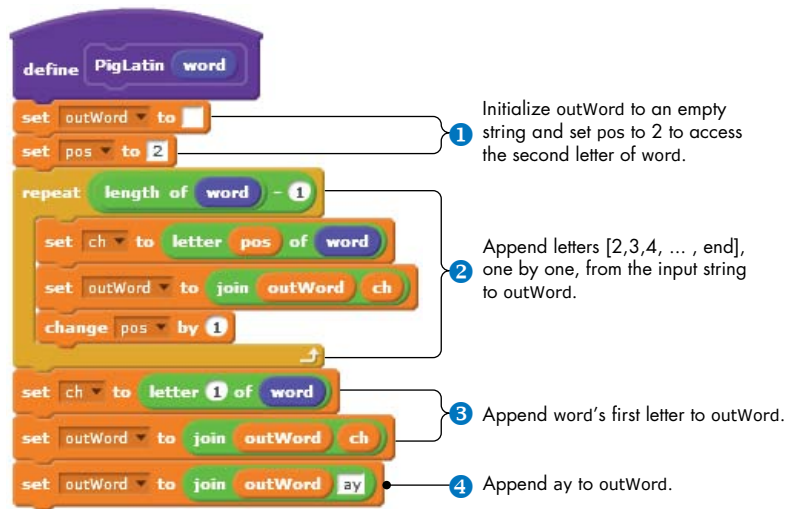 define PigLatin word
set outWord to
set pos to 2
1 Initialize outWord to an empty
string and set pos to 2 to access
the second letter of word.
repeat length of word - 1
set ch to letter pos of word
set outWord to join outWord ch
change pos by 1
2 Append letters [2,3,4, ... , end],
one by one, from the input string
to outWord.
set ch to letter 1 of word
set outWord to join outWord ch
3 Append word's first letter to outWord.
set outWord to join outWord ay
4 Append ay to outWord.